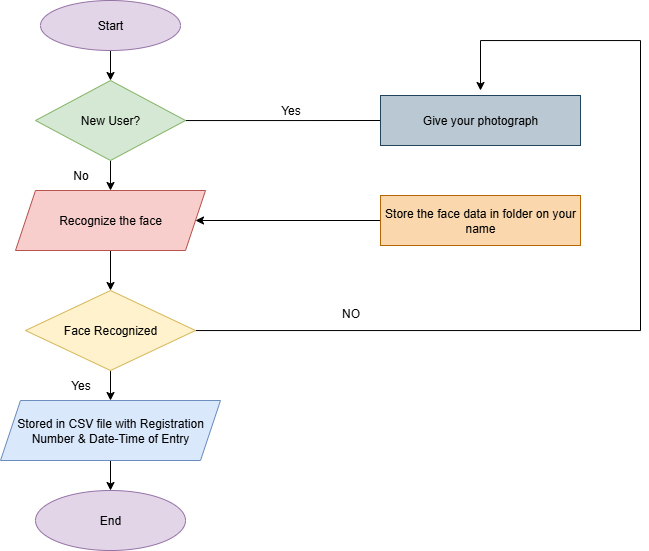 Start
New User?
Yes
Give your photograph
No
Recognize the face
Store the face data in folder on your
name
NO
Face Recognized
Yes
Stored in CSV file with Registration
Number & Date-Time of Entry
End